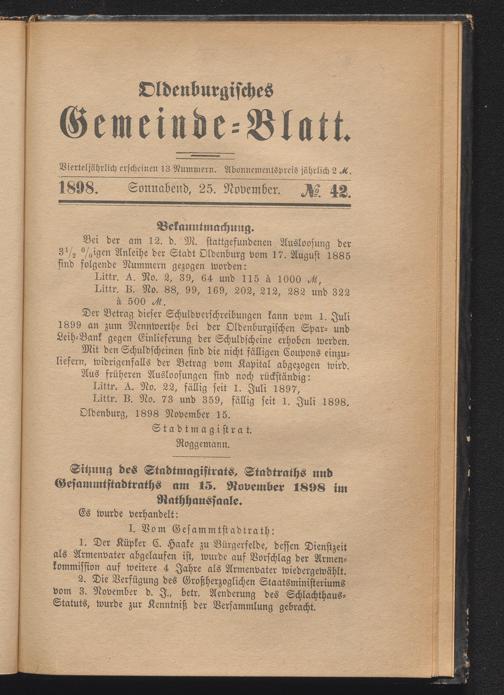 Oldenburgisches
Gemeinde-Blatt.
Vierteljährlich erscheinen 13 Nummern. Abonnementspreis jährlich 2 ℳ.
1898. Sonnabend, 25. November. № 42.
Bekanntmachung.
Bei der am 12. d. M. stattgefundenen Ausloosung der
3½ %igen Anleihe der Stadt Oldenburg vom 17. August 1885
sind folgende Nummern gezogen worden:
Littr. A. No. 2, 39, 64 und 115 à 1000 ℳ,
Littr. B. No. 88, 99, 169, 202, 212, 282 und 322
à 500 ℳ.
Der Betrag dieser Schuldverschreibungen kann vom 1. Juli
1899 an zum Nennwerthe bei der Oldenburgischen Spar- und
Leih-Bank gegen Einlieferung der Schuldscheine erhoben werden.
Mit den Schuldscheinen sind die nicht fälligen Coupons einzu-
liefern, widrigenfalls der Betrag vom Kapital abgezogen wird.
Aus früheren Ausloosungen sind noch rückständig:
Littr. A. No. 22, fällig seit 1. Juli 1897,
Littr. B. No. 73 und 359, fällig seit 1. Juli 1898.
Oldenburg, 1898 November 15.
Stadtmagistrat.
Roggemann.
Sitzung des Stadtmagistrats, Stadtraths und
Gesammtstadtraths am 15. November 1898 im
Rathhaussaale.
Es wurde verhandelt:
I. Vom Gesammtstadtrath:
1. Der Küpker C. Haake zu Bürgerfelde, dessen Dienstzeit
als Armenvater abgelaufen ist, wurde auf Vorschlag der Armen-
kommission auf weitere 4 Jahre als Armenvater wiedergewählt.
2. Die Verfügung des Großherzoglichen Staatsministeriums
vom 3. November d. J., betr. Aenderung des Schlachthaus-
Statuts, wurde zur Kenntniß der Versammlung gebracht.